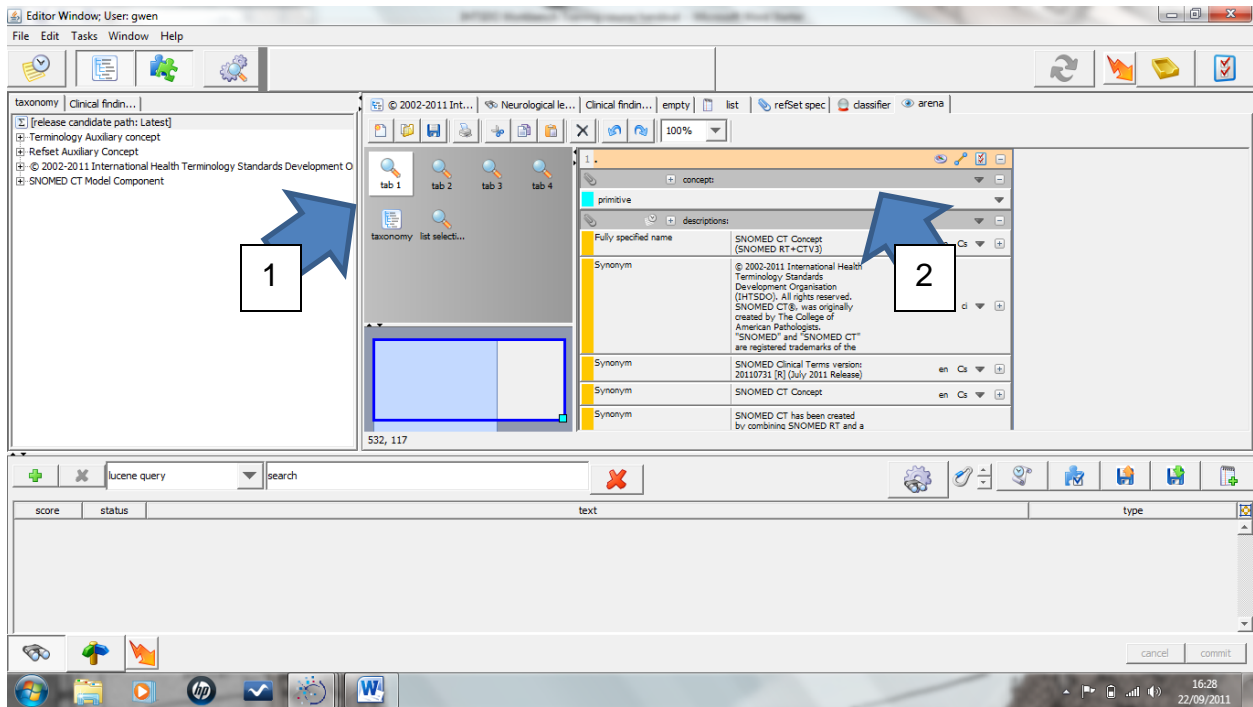 Editor Window; User: gwen
File Edit Tasks Window Help
taxonomy Clinical findin...
[release candidate path: Latest]
Terminology Auxiliary concept
Refset Auxiliary Concept
© 2002-2011 International Health Terminology Standards Development O
SNOMED CT Model Component
1
© 2002-2011 Int... Neurological le... Clinical findin... empty list refSet spec classifier arena
100%
tab 1 tab 2 tab 3 tab 4
taxonomy list selecti...
532, 117
1 .
concept:
primitive
descriptions:
Fully specified name
SNOMED CT Concept
(SNOMED RT+CTV3)
Cs
Synonym
© 2002-2011 International Health
Terminology Standards
Development Organisation
(IHTSDO). All rights reserved.
SNOMED CT®, was originally
created by The College of
American Pathologists.
"SNOMED" and "SNOMED CT"
are registered trademarks of the
ci
2
Synonym
SNOMED Clinical Terms version:
20110731 [R] (July 2011 Release)
en Cs
Synonym
SNOMED CT Concept
en Cs
Synonym
SNOMED CT has been created
by combining SNOMED RT and a
lucene query search
score status text type
cancel commit
hp
W
16:28
22/09/2011